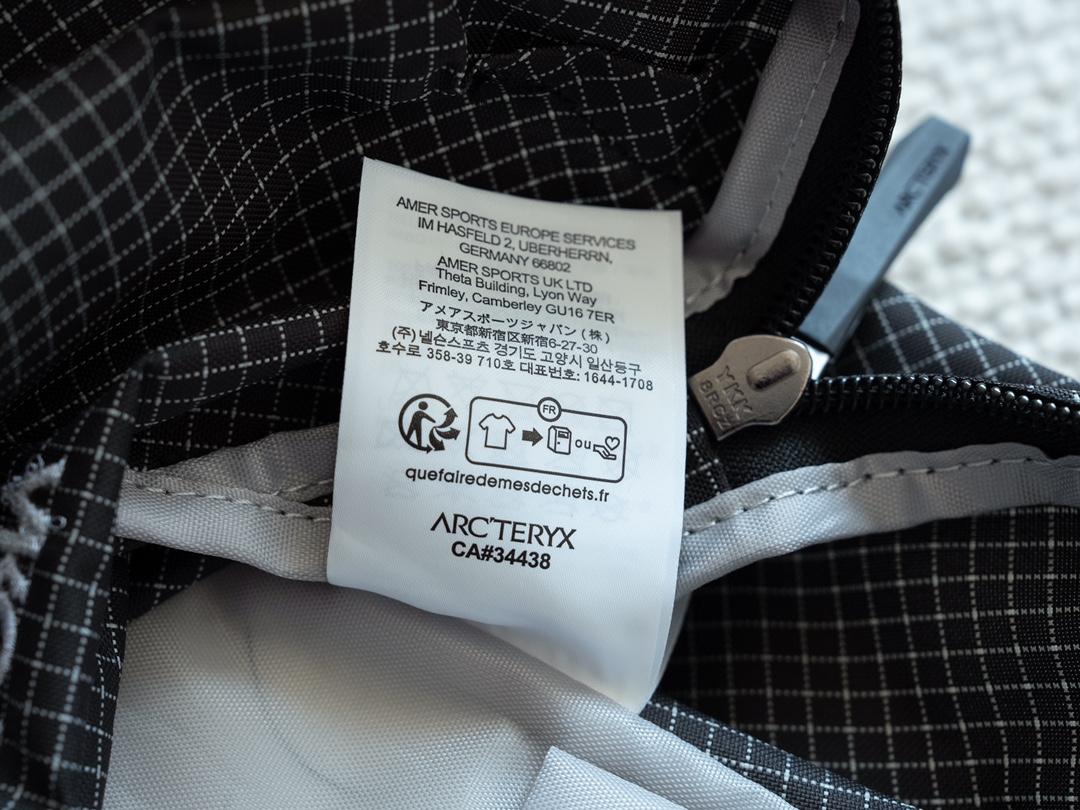 AMER SPORTS EUROPE SERVICES
IM HASFELD 2, UBERHERRN,
GERMANY 66802
AMER SPORTS UK LTD
Theta Building, Lyon Way
Frimley, Camberley GU16 7ER
アメアスポーツジャパン(株)
東京都新宿区新宿6-27-30
(주)넬슨스포츠 경기도 고양시 일산동구
호수로 358-39 710호 대표번호: 1644-1708
FR
ou
quefairedemesdechets.fr
ARC'TERYX
CA#34438
ARC'TERYX
YKK